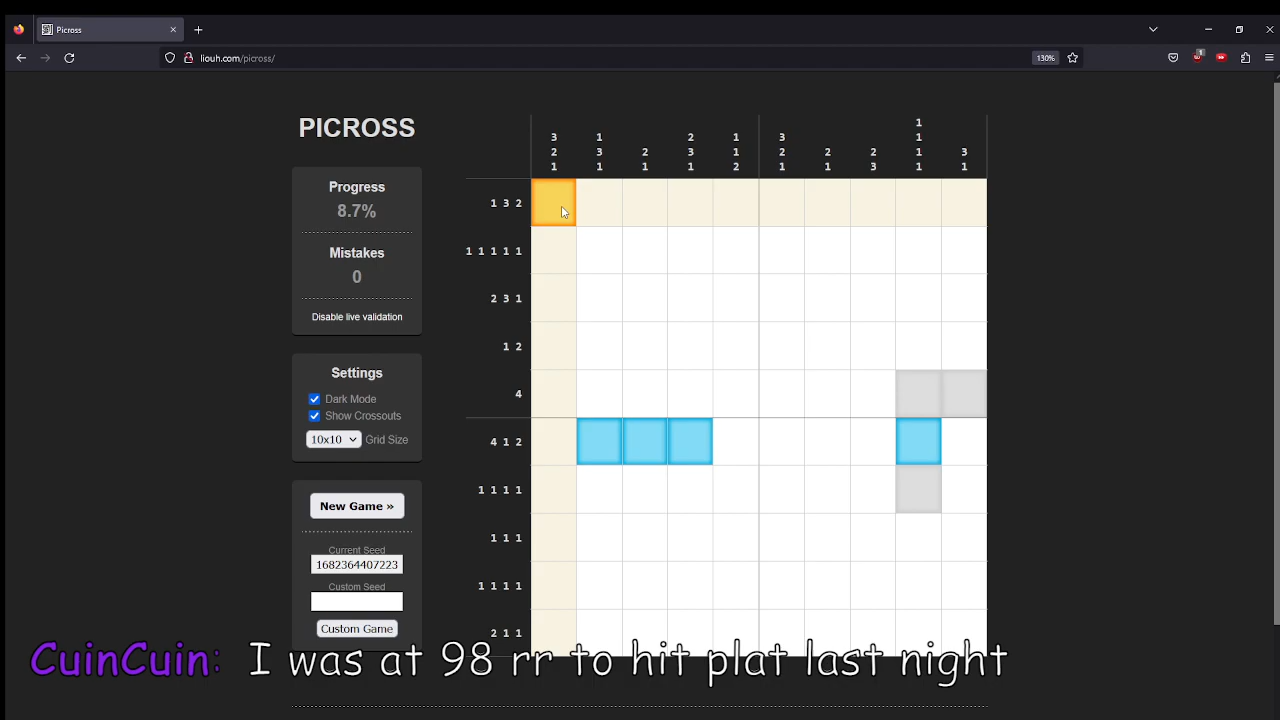 Picross
liouh.com/picross/
130%
1
PICROSS
Progress
8.7%
Mistakes
0
Disable live validation
Settings
Dark Mode
Show Crossouts
10x10 Grid Size
New Game »
Current Seed
1682364407223
Custom Seed
Custom Game
3 1 2 1 3 1 3
1 3 2 2 2 1 1
2 3 2 1 1 2 3
1 1 1 1 2 1 1 3 1 1
1 3 2
1 1 1 1 1
2 3 1
1 2
4
4 1 2
1 1 1 1
1 1 1
1 1 1 1
2 1 1
CuinCuin: I was at 98 rr to hit plat last night